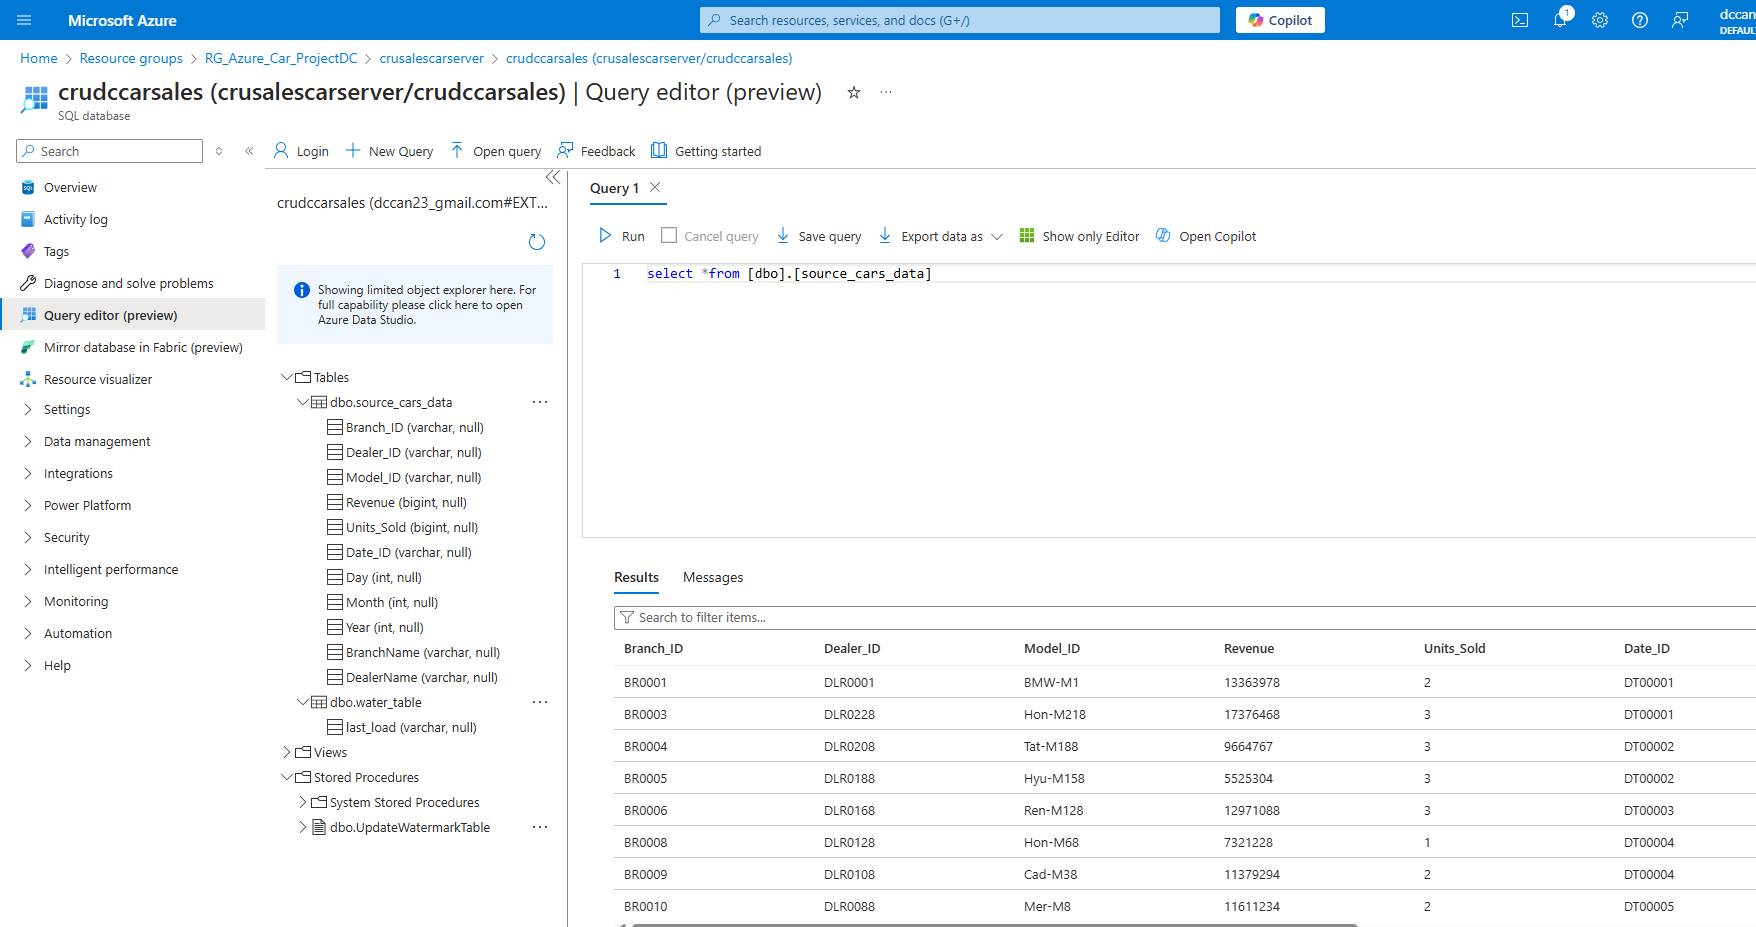 Microsoft Azure
Search resources, services, and docs (G+/)
Copilot
1
dccan
DEFAUL
Home > Resource groups > RG_Azure_Car_ProjectDC > crusalescarserver > crudccarsales (crusalescarserver/crudccarsales)
crudccarsales (crusalescarserver/crudccarsales) | Query editor (preview)
SQL database
Search
Login
New Query
Open query
Feedback
Getting started
Overview
Activity log
Tags
Diagnose and solve problems
Query editor (preview)
Mirror database in Fabric (preview)
Resource visualizer
Settings
Data management
Integrations
Power Platform
Security
Intelligent performance
Monitoring
Automation
Help
crudccarsales (dccan23_gmail.com#EXT...
Showing limited object explorer here. For
full capability please click here to open
Azure Data Studio.
Tables
dbo.source_cars_data
Branch_ID (varchar, null)
Dealer_ID (varchar, null)
Model_ID (varchar, null)
Revenue (bigint, null)
Units_Sold (bigint, null)
Date_ID (varchar, null)
Day (int, null)
Month (int, null)
Year (int, null)
BranchName (varchar, null)
DealerName (varchar, null)
dbo.water_table
last_load (varchar, null)
Views
Stored Procedures
System Stored Procedures
dbo.UpdateWatermarkTable
Query 1
Run
Cancel query
Save query
Export data as
Show only Editor
Open Copilot
1 select *from [dbo].[source_cars_data]
Results Messages
Search to filter items...
Branch_ID Dealer_ID Model_ID Revenue Units_Sold Date_ID
BR0001 DLR0001 BMW-M1 13363978 2 DT00001
BR0003 DLR0228 Hon-M218 17376468 3 DT00001
BR0004 DLR0208 Tat-M188 9664767 3 DT00002
BR0005 DLR0188 Hyu-M158 5525304 3 DT00002
BR0006 DLR0168 Ren-M128 12971088 3 DT00003
BR0008 DLR0128 Hon-M68 7321228 1 DT00004
BR0009 DLR0108 Cad-M38 11379294 2 DT00004
BR0010 DLR0088 Mer-M8 11611234 2 DT00005